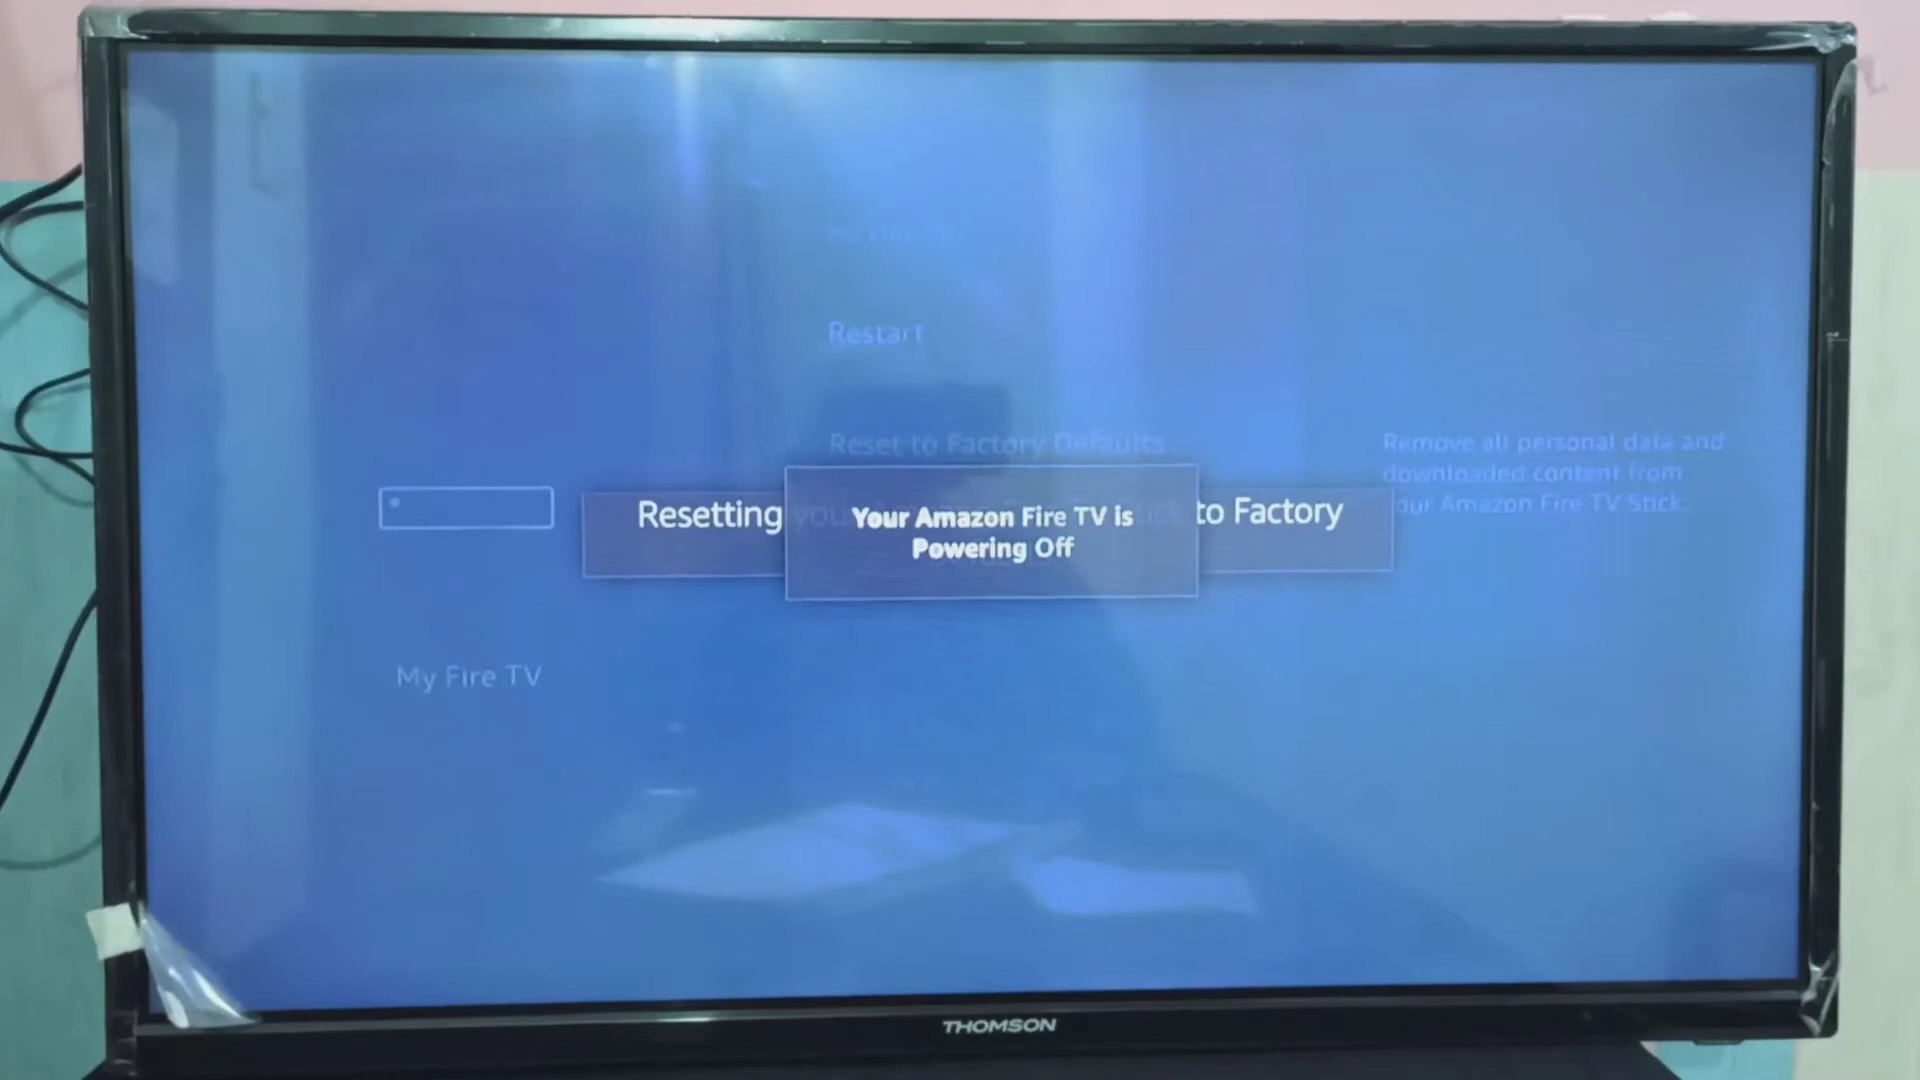 Restart
Reset to Factory Defaults
Remove all personal data and
downloaded content from
your Amazon Fire TV Stick.
Resetting you
to Factory
Your Amazon Fire TV is
Powering Off
My Fire TV
THOMSON